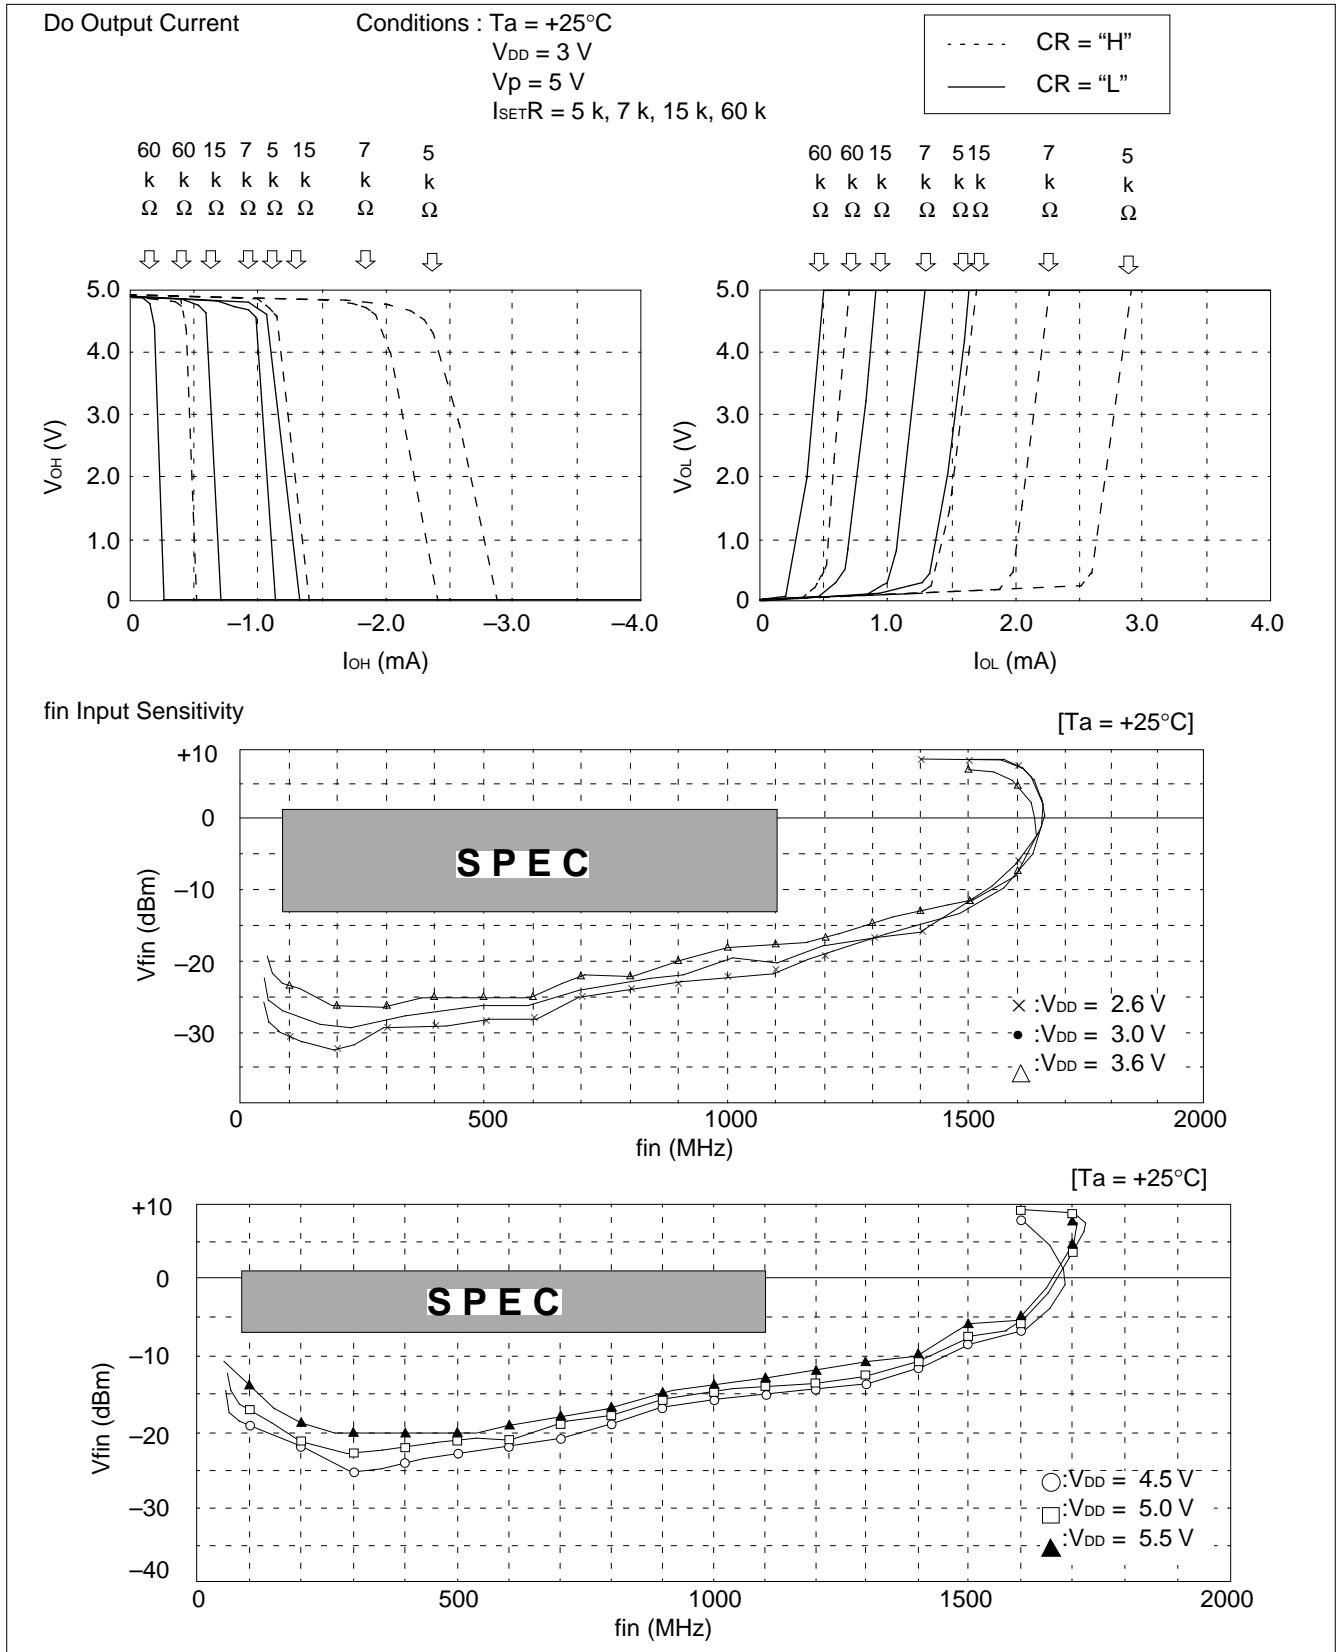 Do Output Current
Conditions : Ta = +25°C
VDD = 3 V
Vp = 5 V
ISETR = 5 k, 7 k, 15 k, 60 k
CR = “H”
CR = “L”
60 60 15 7 5 15 7 5
k k k k k k k k
Ω Ω Ω Ω Ω Ω Ω Ω
60 60 15 7 5 15 7 5
k k k k k k k k
Ω Ω Ω Ω Ω Ω Ω Ω
5.0
4.0
3.0
2.0
1.0
0
VOH (V)
0 –1.0 –2.0 –3.0 –4.0
IOH (mA)
5.0
4.0
3.0
2.0
1.0
0
VOL (V)
0 1.0 2.0 3.0 4.0
IOL (mA)
fin Input Sensitivity
[Ta = +25°C]
+10
0
–10
–20
–30
Vfin (dBm)
SPEC
:VDD = 2.6 V
:VDD = 3.0 V
:VDD = 3.6 V
0 500 1000 1500 2000
fin (MHz)
[Ta = +25°C]
+10
0
–10
–20
–30
–40
Vfin (dBm)
SPEC
:VDD = 4.5 V
:VDD = 5.0 V
:VDD = 5.5 V
0 500 1000 1500 2000
fin (MHz)